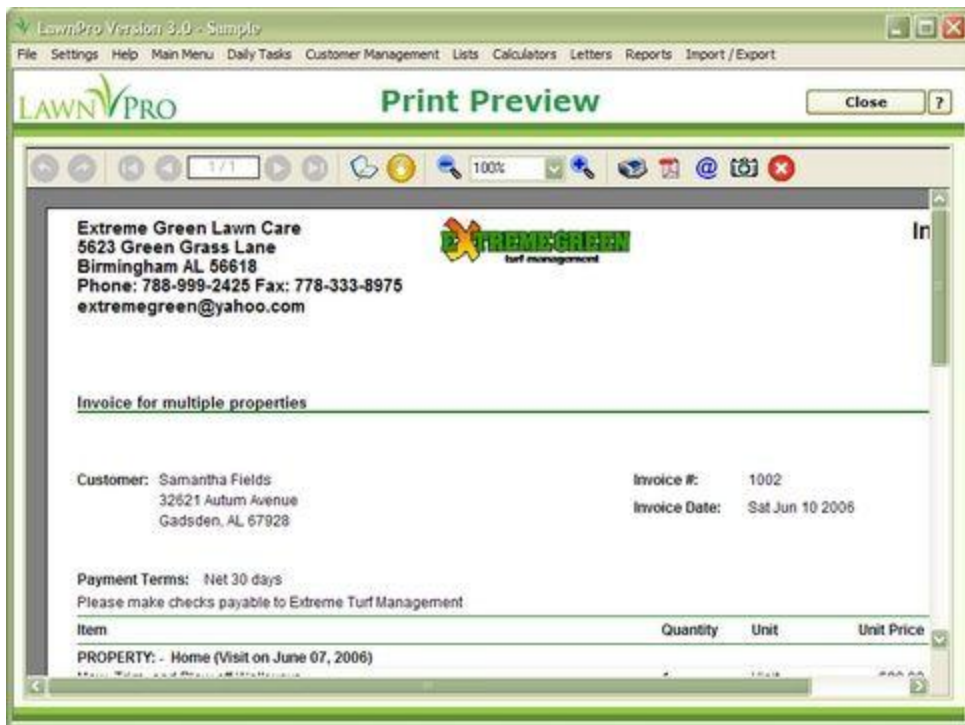 LawnPro Version 3.0 - Sample
File Settings Help Main Menu Daily Tasks Customer Management Lists Calculators Letters Reports Import / Export
LAWN PRO
Print Preview
Close ?
1 / 1
100%
Extreme Green Lawn Care
5623 Green Grass Lane
Birmingham AL 56618
Phone: 788-999-2425 Fax: 778-333-8975
extremegreen@yahoo.com
EXTREMEGREEN
turf management
In
Invoice for multiple properties
Customer: Samantha Fields
32621 Autum Avenue
Gadsden, AL 67928
Invoice #: 1002
Invoice Date: Sat Jun 10 2006
Payment Terms: Net 30 days
Please make checks payable to Extreme Turf Management
Item Quantity Unit Unit Price
PROPERTY: - Home (Visit on June 07, 2006)